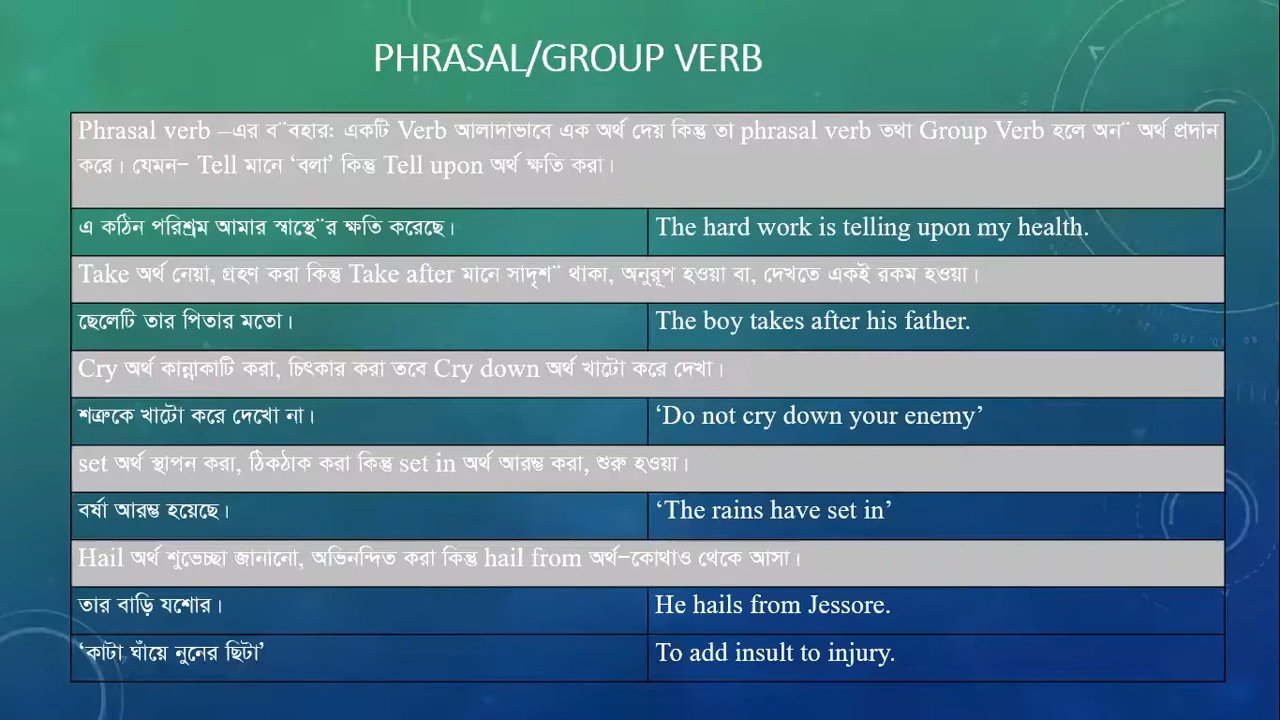 PHRASAL/GROUP VERB
Phrasal verb –এর ব¨বহার: একটি Verb আলাদাভাবে এক অর্থ দেয় কিন্তু তা phrasal verb তথা Group Verb হলে অন¨ অর্থ প্রদান
করে। যেমন− Tell মানে ‘বলা’ কিন্তু Tell upon অর্থ ক্ষতি করা।
এ কঠিন পরিশ্রম আমার স্বাস্থে¨র ক্ষতি করেছে। The hard work is telling upon my health.
Take অর্থ নেয়া, গ্রহণ করা কিন্তু Take after মানে সাদৃশ¨ থাকা, অনুরূপ হওয়া বা, দেখতে একই রকম হওয়া।
ছেলেটি তার পিতার মতো। The boy takes after his father.
Cry অর্থ কান্নাকাটি করা, চিৎকার করা তবে Cry down অর্থ খাটো করে দেখা।
শত্রুকে খাটো করে দেখো না। ‘Do not cry down your enemy’
set অর্থ স্থাপন করা, ঠিকঠাক করা কিন্তু set in অর্থ আরম্ভ করা, শুরু হওয়া।
বর্ষা আরম্ভ হয়েছে। ‘The rains have set in’
Hail অর্থ শুভেচ্ছা জানানো, অভিনন্দিত করা কিন্তু hail from অর্থ−কোথাও থেকে আসা।
তার বাড়ি যশোর। He hails from Jessore.
‘কাটা ঘাঁয়ে নুনের ছিটা’ To add insult to injury.